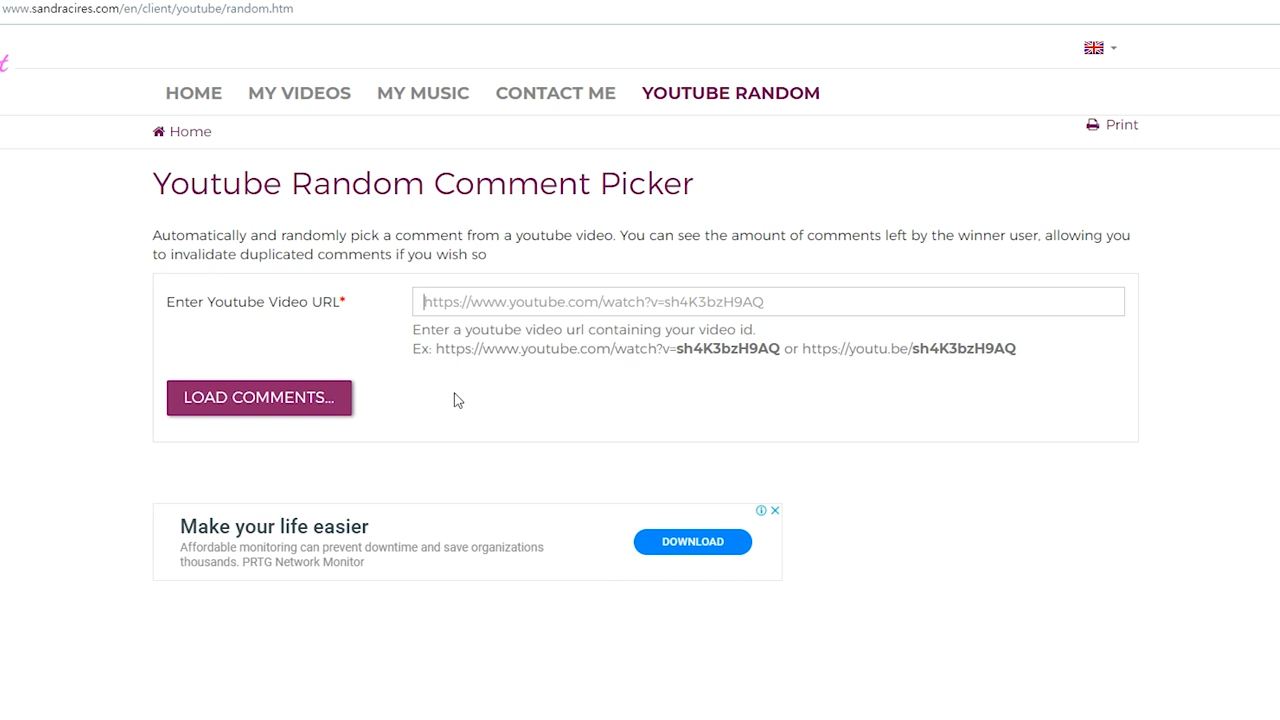 www.sandracires.com/en/client/youtube/random.htm
t
HOME MY VIDEOS MY MUSIC CONTACT ME YOUTUBE RANDOM
Home
Print
Youtube Random Comment Picker
Automatically and randomly pick a comment from a youtube video. You can see the amount of comments left by the winner user, allowing you
to invalidate duplicated comments if you wish so
Enter Youtube Video URL* https://www.youtube.com/watch?v=sh4K3bzH9AQ
Enter a youtube video url containing your video id.
Ex: https://www.youtube.com/watch?v=sh4K3bzH9AQ or https://youtu.be/sh4K3bzH9AQ
LOAD COMMENTS...
Make your life easier
Affordable monitoring can prevent downtime and save organizations
thousands. PRTG Network Monitor
DOWNLOAD